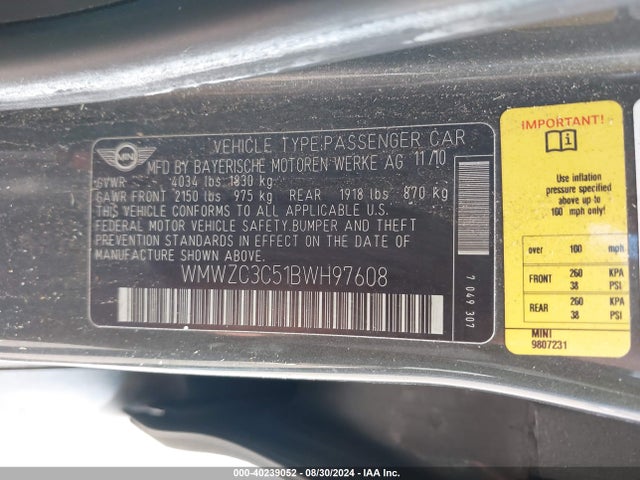 MINI
VEHICLE TYPE:PASSENGER CAR
MFD BY BAYERISCHE MOTOREN WERKE AG 11/10
GVWR 4034 lbs 1830 kg
GAWR FRONT 2150 lbs 975 kg REAR 1918 lbs 870 kg
THIS VEHICLE CONFORMS TO ALL APPLICABLE U.S.
FEDERAL MOTOR VEHICLE SAFETY.BUMPER AND THEFT
PREVENTION STANDARDS IN EFFECT ON THE DATE OF
MANUFACTURE SHOWN ABOVE.
WMWZC3C51BWH97608
7 049 307
IMPORTANT!
Use inflation
pressure specified
above up to
100 mph only!
over 100 mph
FRONT 260 KPA
38 PSI
REAR 260 KPA
38 PSI
MINI
9807231
000-40239052 - 08/30/2024 - IAAI.COM